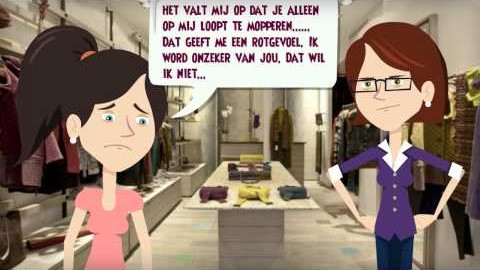 HET VALT MIJ OP DAT JE ALLEEN
OP MIJ LOOPT TE MOPPEREN......
DAT GEEFT ME EEN ROTGEVOEL, IK
WORD ONZEKER VAN JOU, DAT WIL
IK NIET...